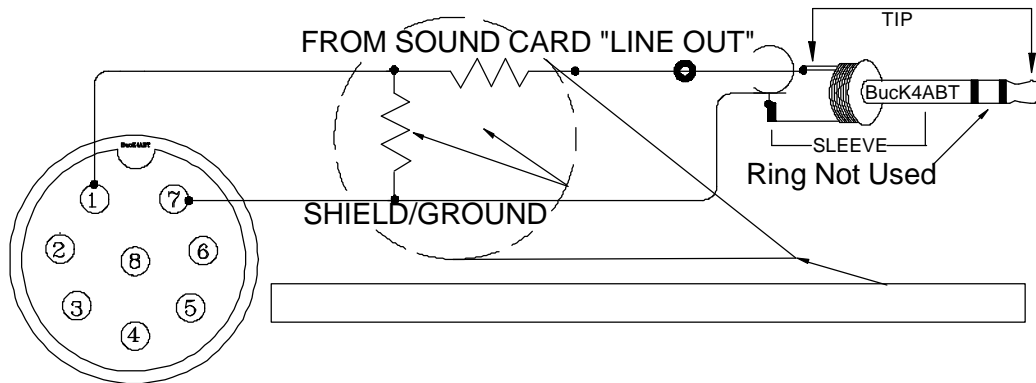 TIP
FROM SOUND CARD "LINE OUT"
BucK4ABT
BucK4ABT
SLEEVE
Ring Not Used
1
7
SHIELD/GROUND
2
8
6
3
5
4